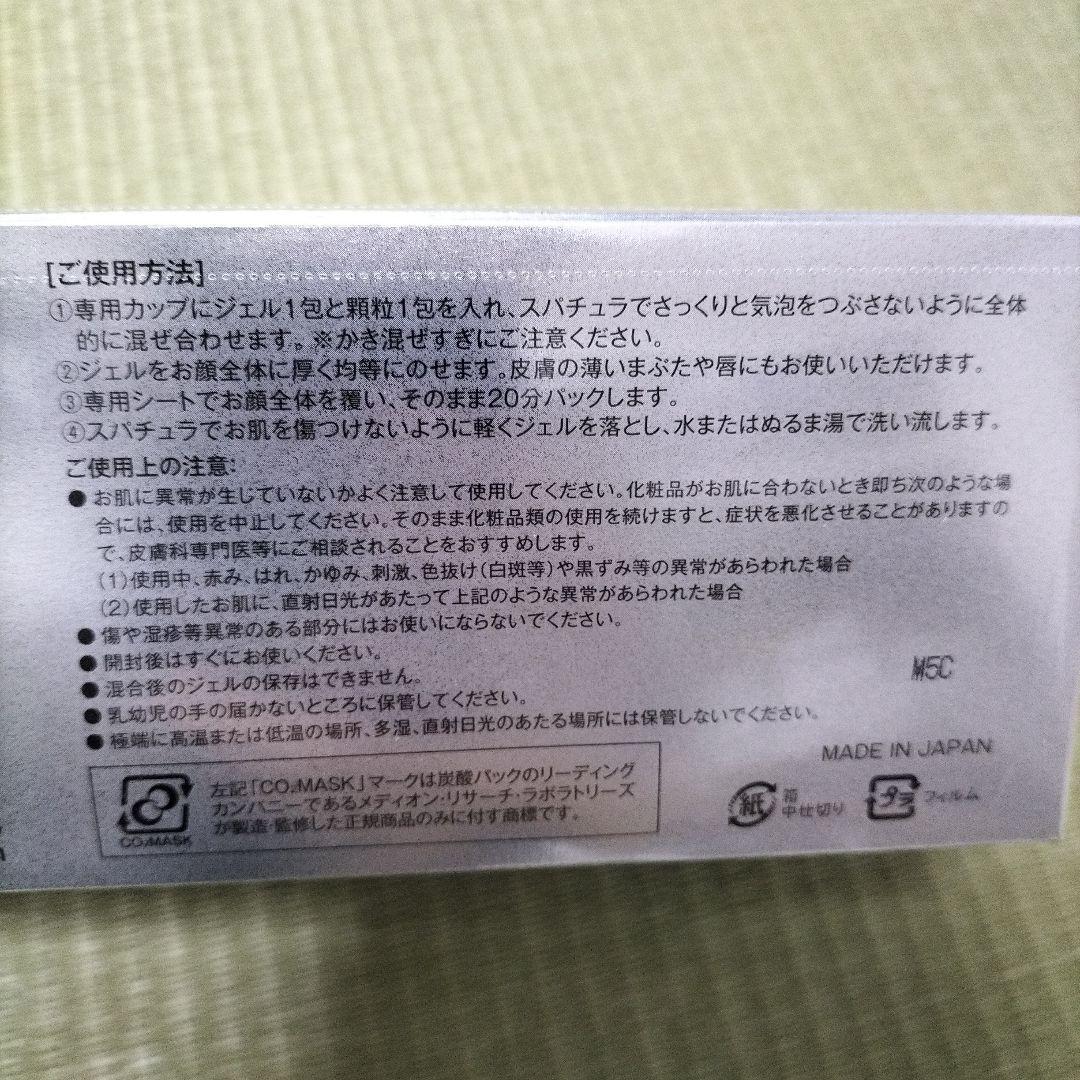 [ご使用方法]
①専用カップにジェル1包と顆粒1包を入れ、スパチュラでさっくりと気泡をつぶさないように全体
的に混ぜ合わせます。※かき混ぜすぎにご注意ください。
②ジェルをお顔全体に厚く均等にのせます。皮膚の薄いまぶたや唇にもお使いいただけます。
③専用シートでお顔全体を覆い、そのまま20分パックします。
④スパチュラでお肌を傷つけないように軽くジェルを落とし、水またはぬるま湯で洗い流します。
ご使用上の注意:
●お肌に異常が生じていないかよく注意して使用してください。化粧品がお肌に合わないとき即ち次のような場
合には、使用を中止してください。そのまま化粧品類の使用を続けますと、症状を悪化させることがありますの
で、皮膚科専門医等にご相談されることをおすすめします。
(1)使用中、赤み、はれ、かゆみ、刺激、色抜け(白斑等)や黒ずみ等の異常があらわれた場合
(2)使用したお肌に、直射日光があたって上記のような異常があらわれた場合
●傷や湿疹等異常のある部分にはお使いにならないでください。
●開封後はすぐにお使いください。
●混合後のジェルの保存はできません。
●乳幼児の手の届かないところに保管してください。
●極端に高温または低温の場所、多湿、直射日光のあたる場所には保管しないでください。
M5C
MADE IN JAPAN
左記「CO₂MASK」マークは炭酸パックのリーディング
カンパニーであるメディオン・リサーチ・ラボラトリーズ
が製造・監修した正規商品のみに付す商標です。
CO₂MASK
紙
箱
中仕切り
プラ
フィルム